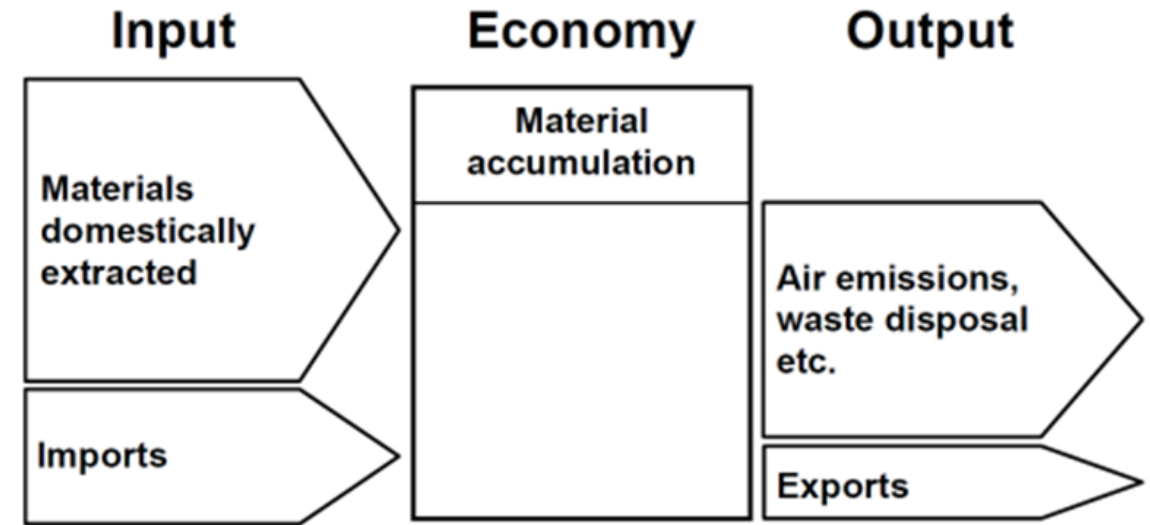 Input
Economy
Output
Materials
domestically
extracted
Imports
Material
accumulation
Air emissions,
waste disposal
etc.
Exports